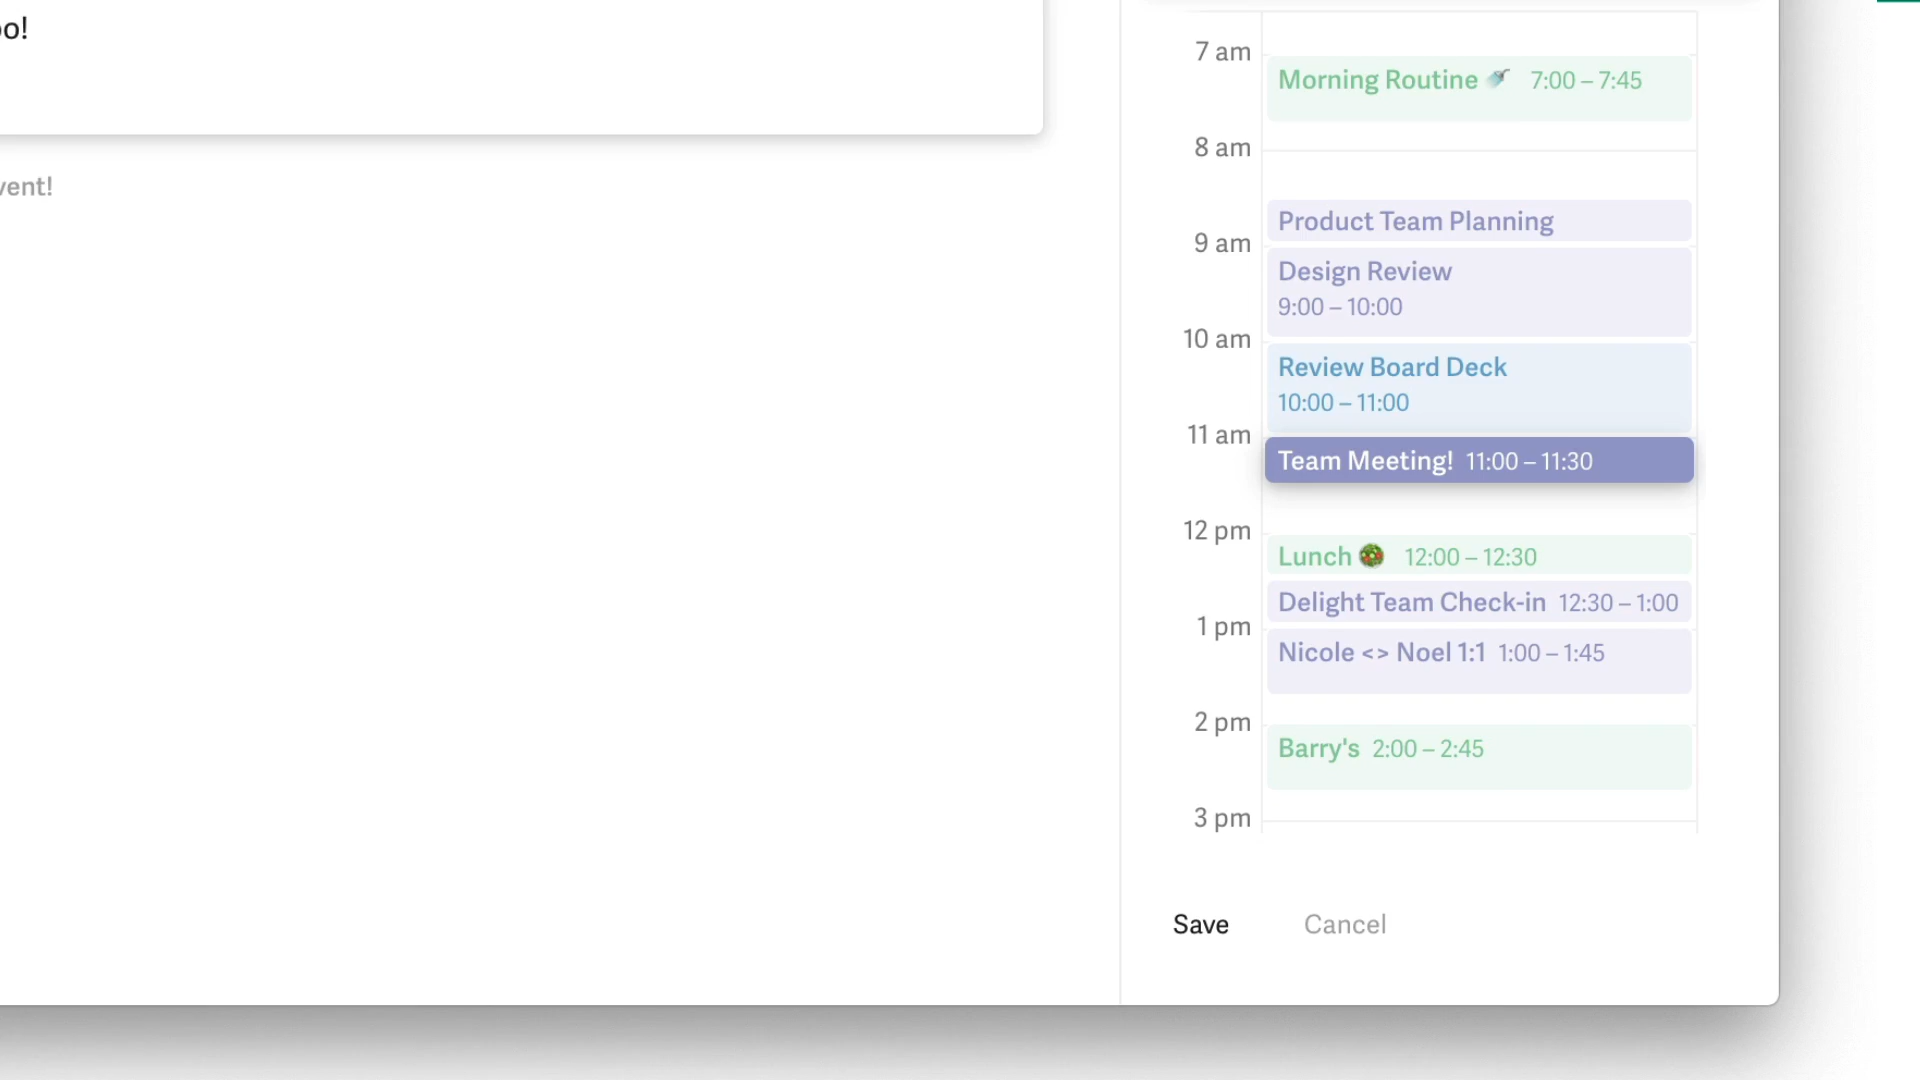 oo!
vent!
7 am
Morning Routine 🚿 7:00 – 7:45
8 am
Product Team Planning
9 am
Design Review
9:00 – 10:00
10 am
Review Board Deck
10:00 – 11:00
11 am
Team Meeting! 11:00 – 11:30
12 pm
Lunch 🥗 12:00 – 12:30
Delight Team Check-in 12:30 – 1:00
1 pm
Nicole <> Noel 1:1 1:00 – 1:45
2 pm
Barry's 2:00 – 2:45
3 pm
Save
Cancel